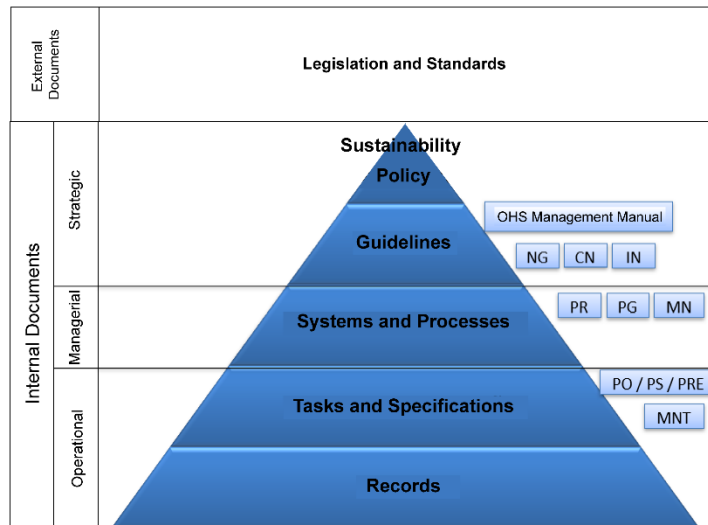 External
Documents
Legislation and Standards
Internal Documents
Strategic
Sustainability
Policy
OHS Management Manual
Guidelines
NG
CN
IN
Managerial
Systems and Processes
PR
PG
MN
Operational
PO / PS / PRE
Tasks and Specifications
MNT
Records